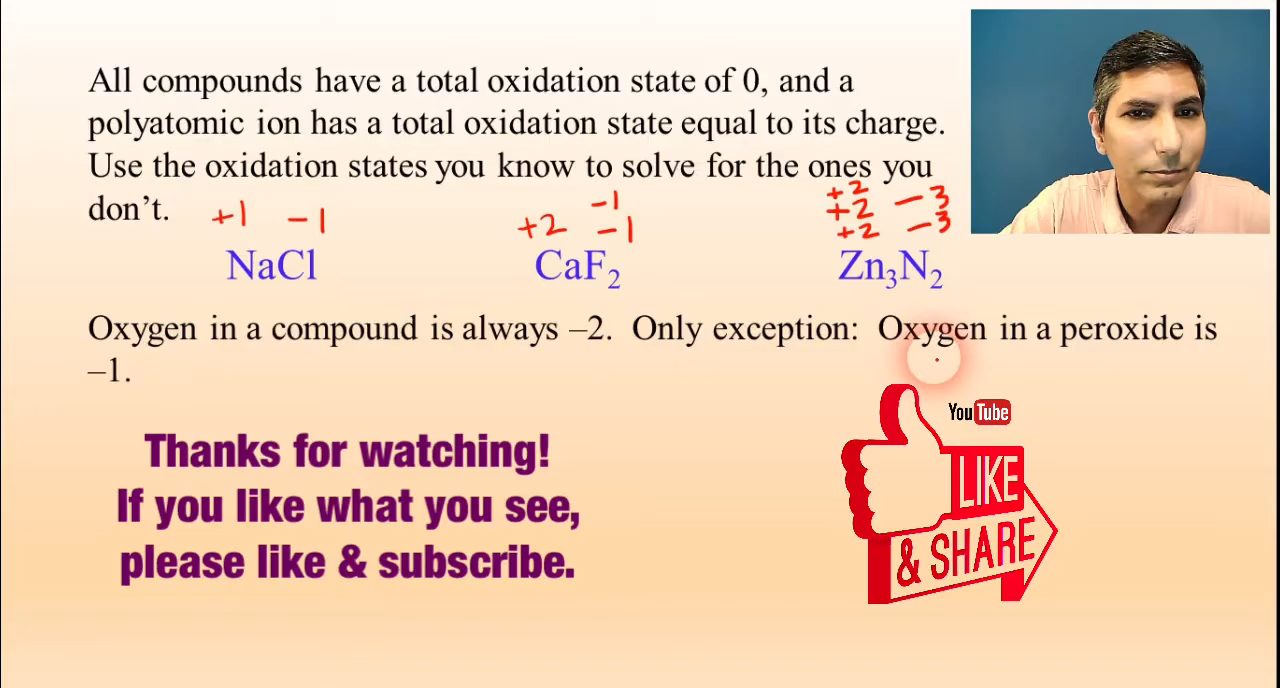 All compounds have a total oxidation state of 0, and a
polyatomic ion has a total oxidation state equal to its charge.
Use the oxidation states you know to solve for the ones you
don’t.
+1 −1
−1
+2 −1
+2
+2 −3
+2 −3
NaCl CaF₂ Zn₃N₂
Oxygen in a compound is always –2. Only exception: Oxygen in a peroxide is
–1.
Thanks for watching!
If you like what you see,
please like & subscribe.
YouTube
LIKE
& SHARE